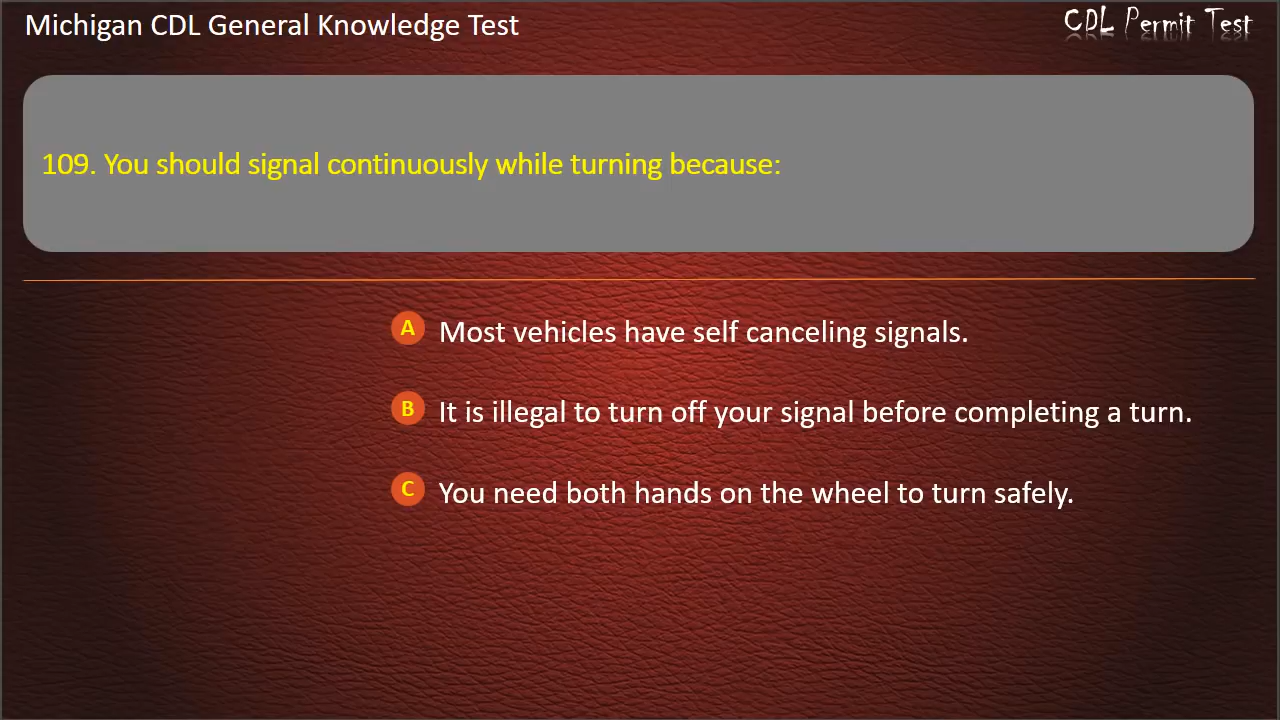 Michigan CDL General Knowledge Test
CDL Permit Test
109. You should signal continuously while turning because:
A Most vehicles have self canceling signals.
B It is illegal to turn off your signal before completing a turn.
C You need both hands on the wheel to turn safely.